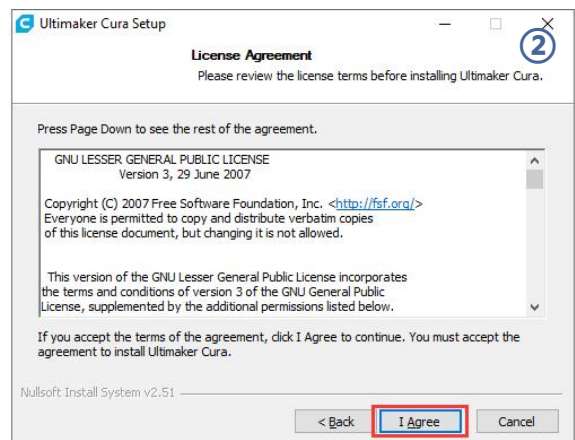 Ultimaker Cura Setup
②
License Agreement
Please review the license terms before installing Ultimaker Cura.
Press Page Down to see the rest of the agreement.
GNU LESSER GENERAL PUBLIC LICENSE
Version 3, 29 June 2007
Copyright (C) 2007 Free Software Foundation, Inc. <http://fsf.org/>
Everyone is permitted to copy and distribute verbatim copies
of this license document, but changing it is not allowed.
This version of the GNU Lesser General Public License incorporates
the terms and conditions of version 3 of the GNU General Public
License, supplemented by the additional permissions listed below.
If you accept the terms of the agreement, click I Agree to continue. You must accept the
agreement to install Ultimaker Cura.
Nullsoft Install System v2.51
< Back I Agree Cancel